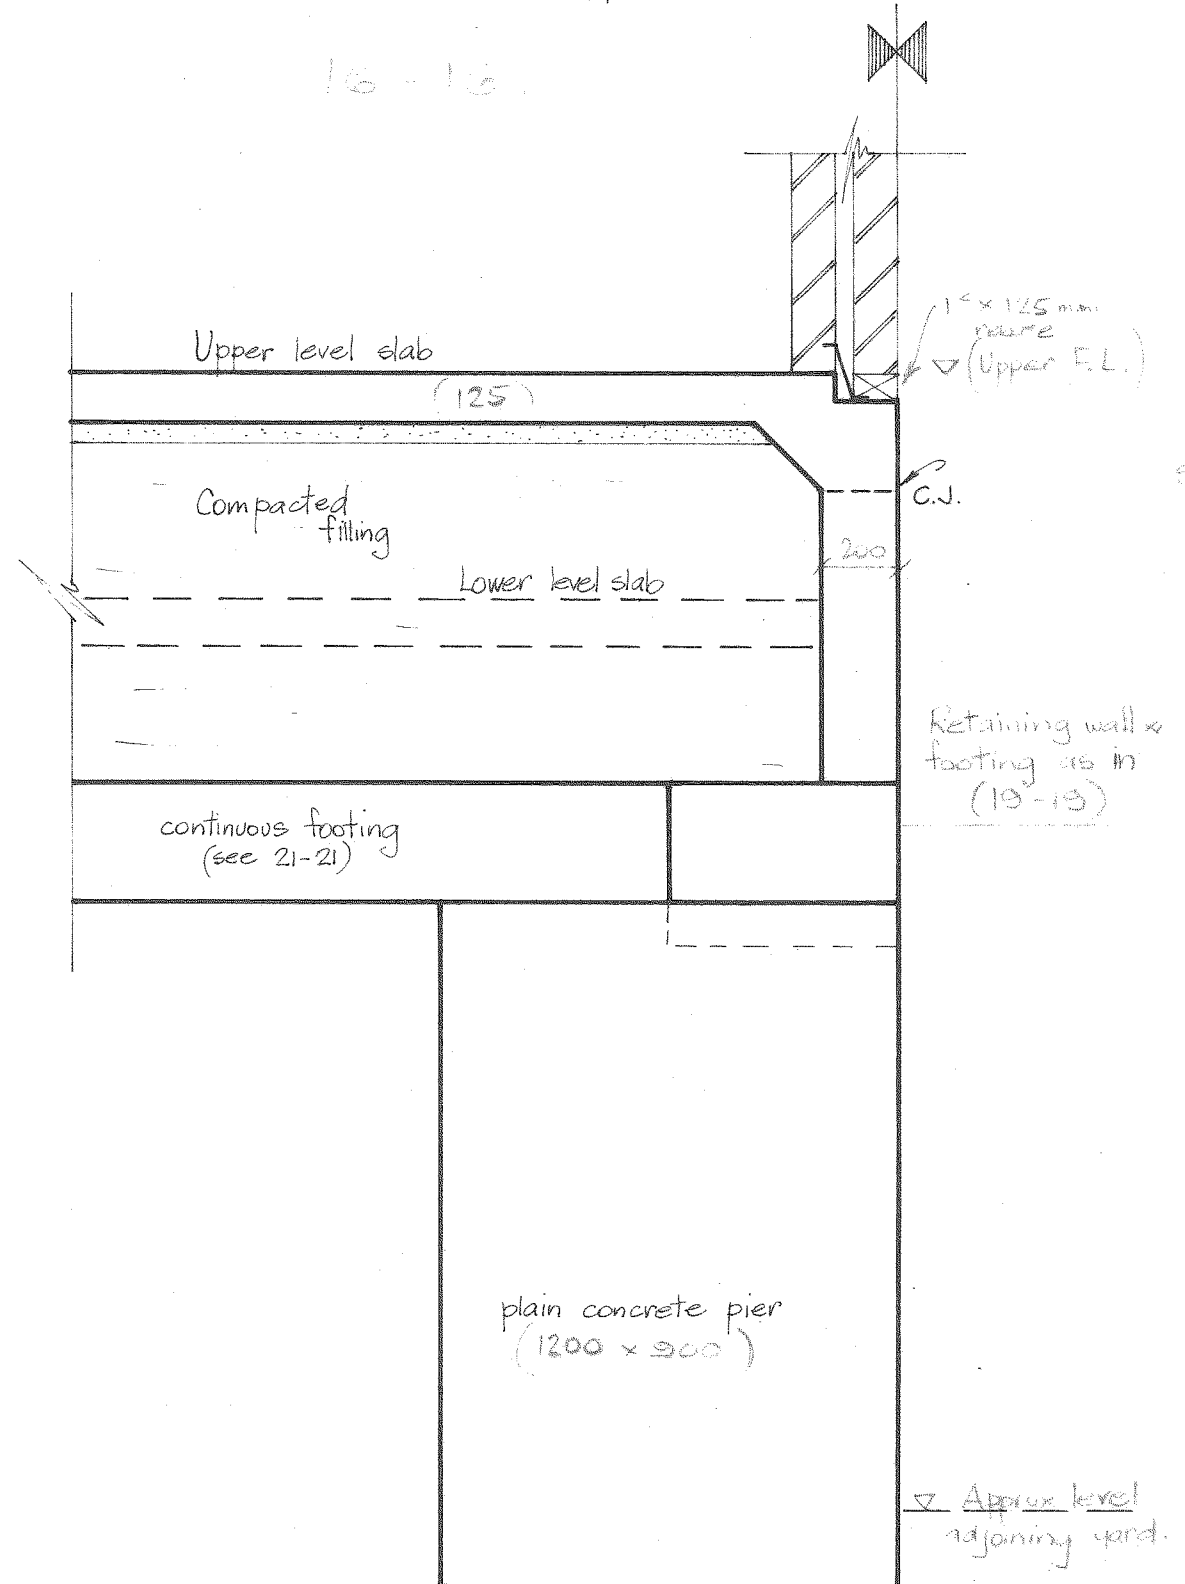 16 - 16
Upper level slab
(125)
x 125 mm
(Upper F.L.)
Compacted
filling
C.J.
200
Lower level slab
Retaining wall &
footing as in
(19-19)
continuous footing
(see 21-21)
plain concrete pier
(1200 x 900)
Approx level
adjoining yard.